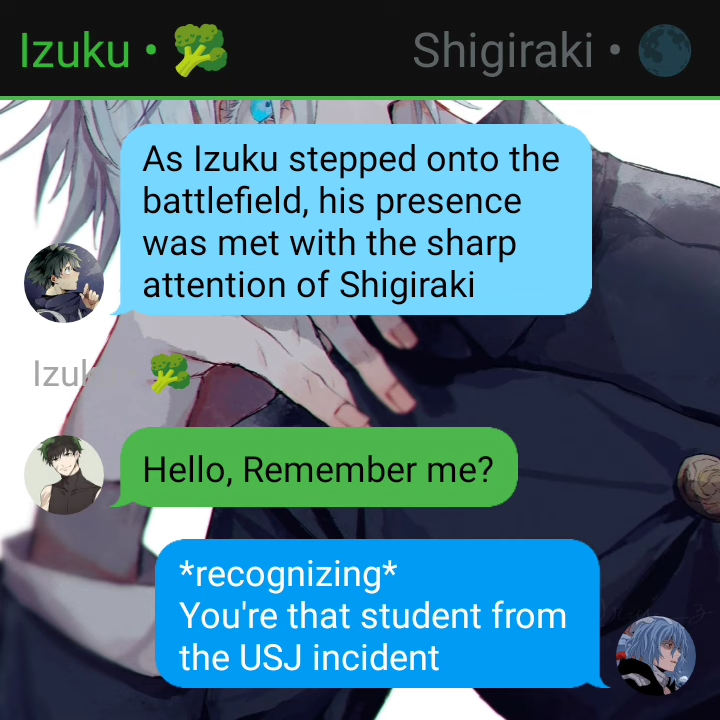 Izuku • 🥦 Shigiraki • 🌑
As Izuku stepped onto the
battlefield, his presence
was met with the sharp
attention of Shigiraki
Izuk 🥦
Hello, Remember me?
*recognizing*
You're that student from
the USJ incident